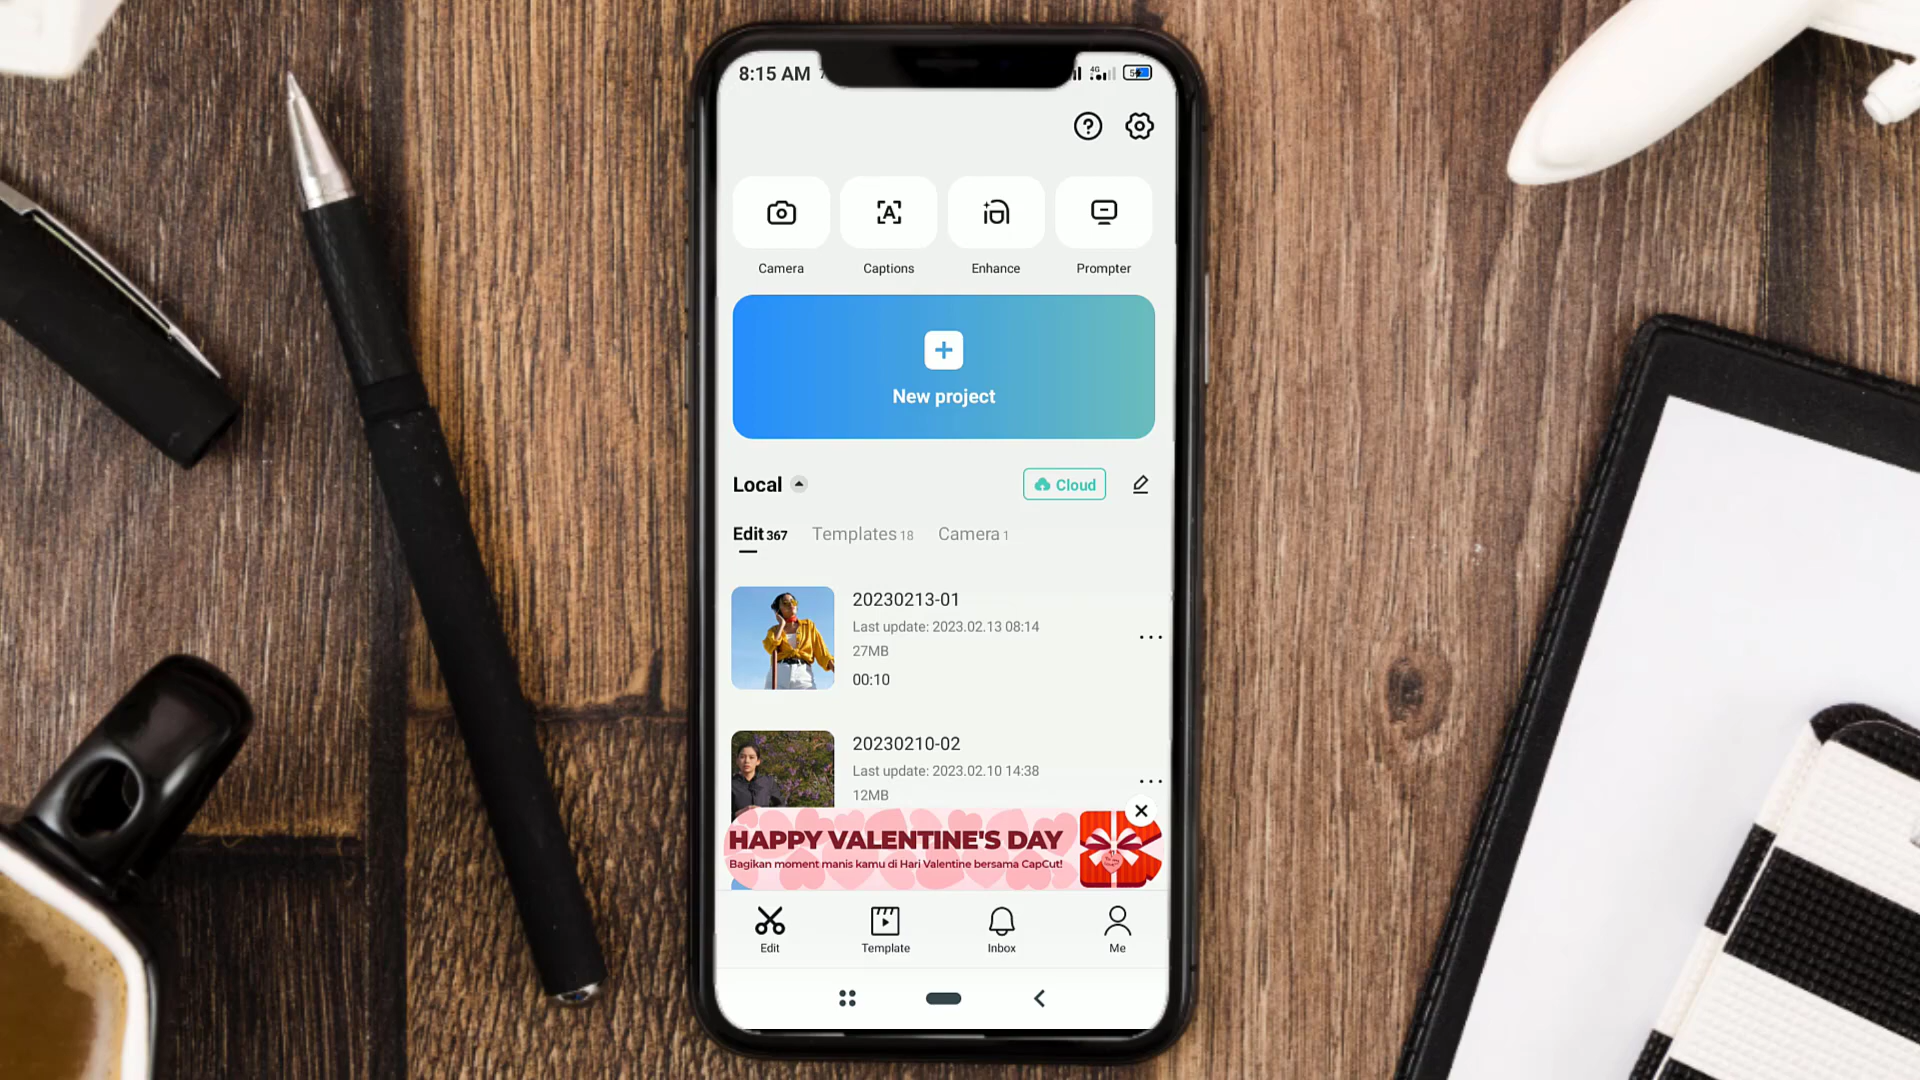 8:15 AM
4G
Camera Captions Enhance Prompter
New project
Local Cloud
Edit 367 Templates 18 Camera 1
20230213-01
Last update: 2023.02.13 08:14
27MB
00:10
20230210-02
Last update: 2023.02.10 14:38
12MB
HAPPY VALENTINE'S DAY
Bagikan moment manis kamu di Hari Valentine bersama CapCut!
Edit Template Inbox Me